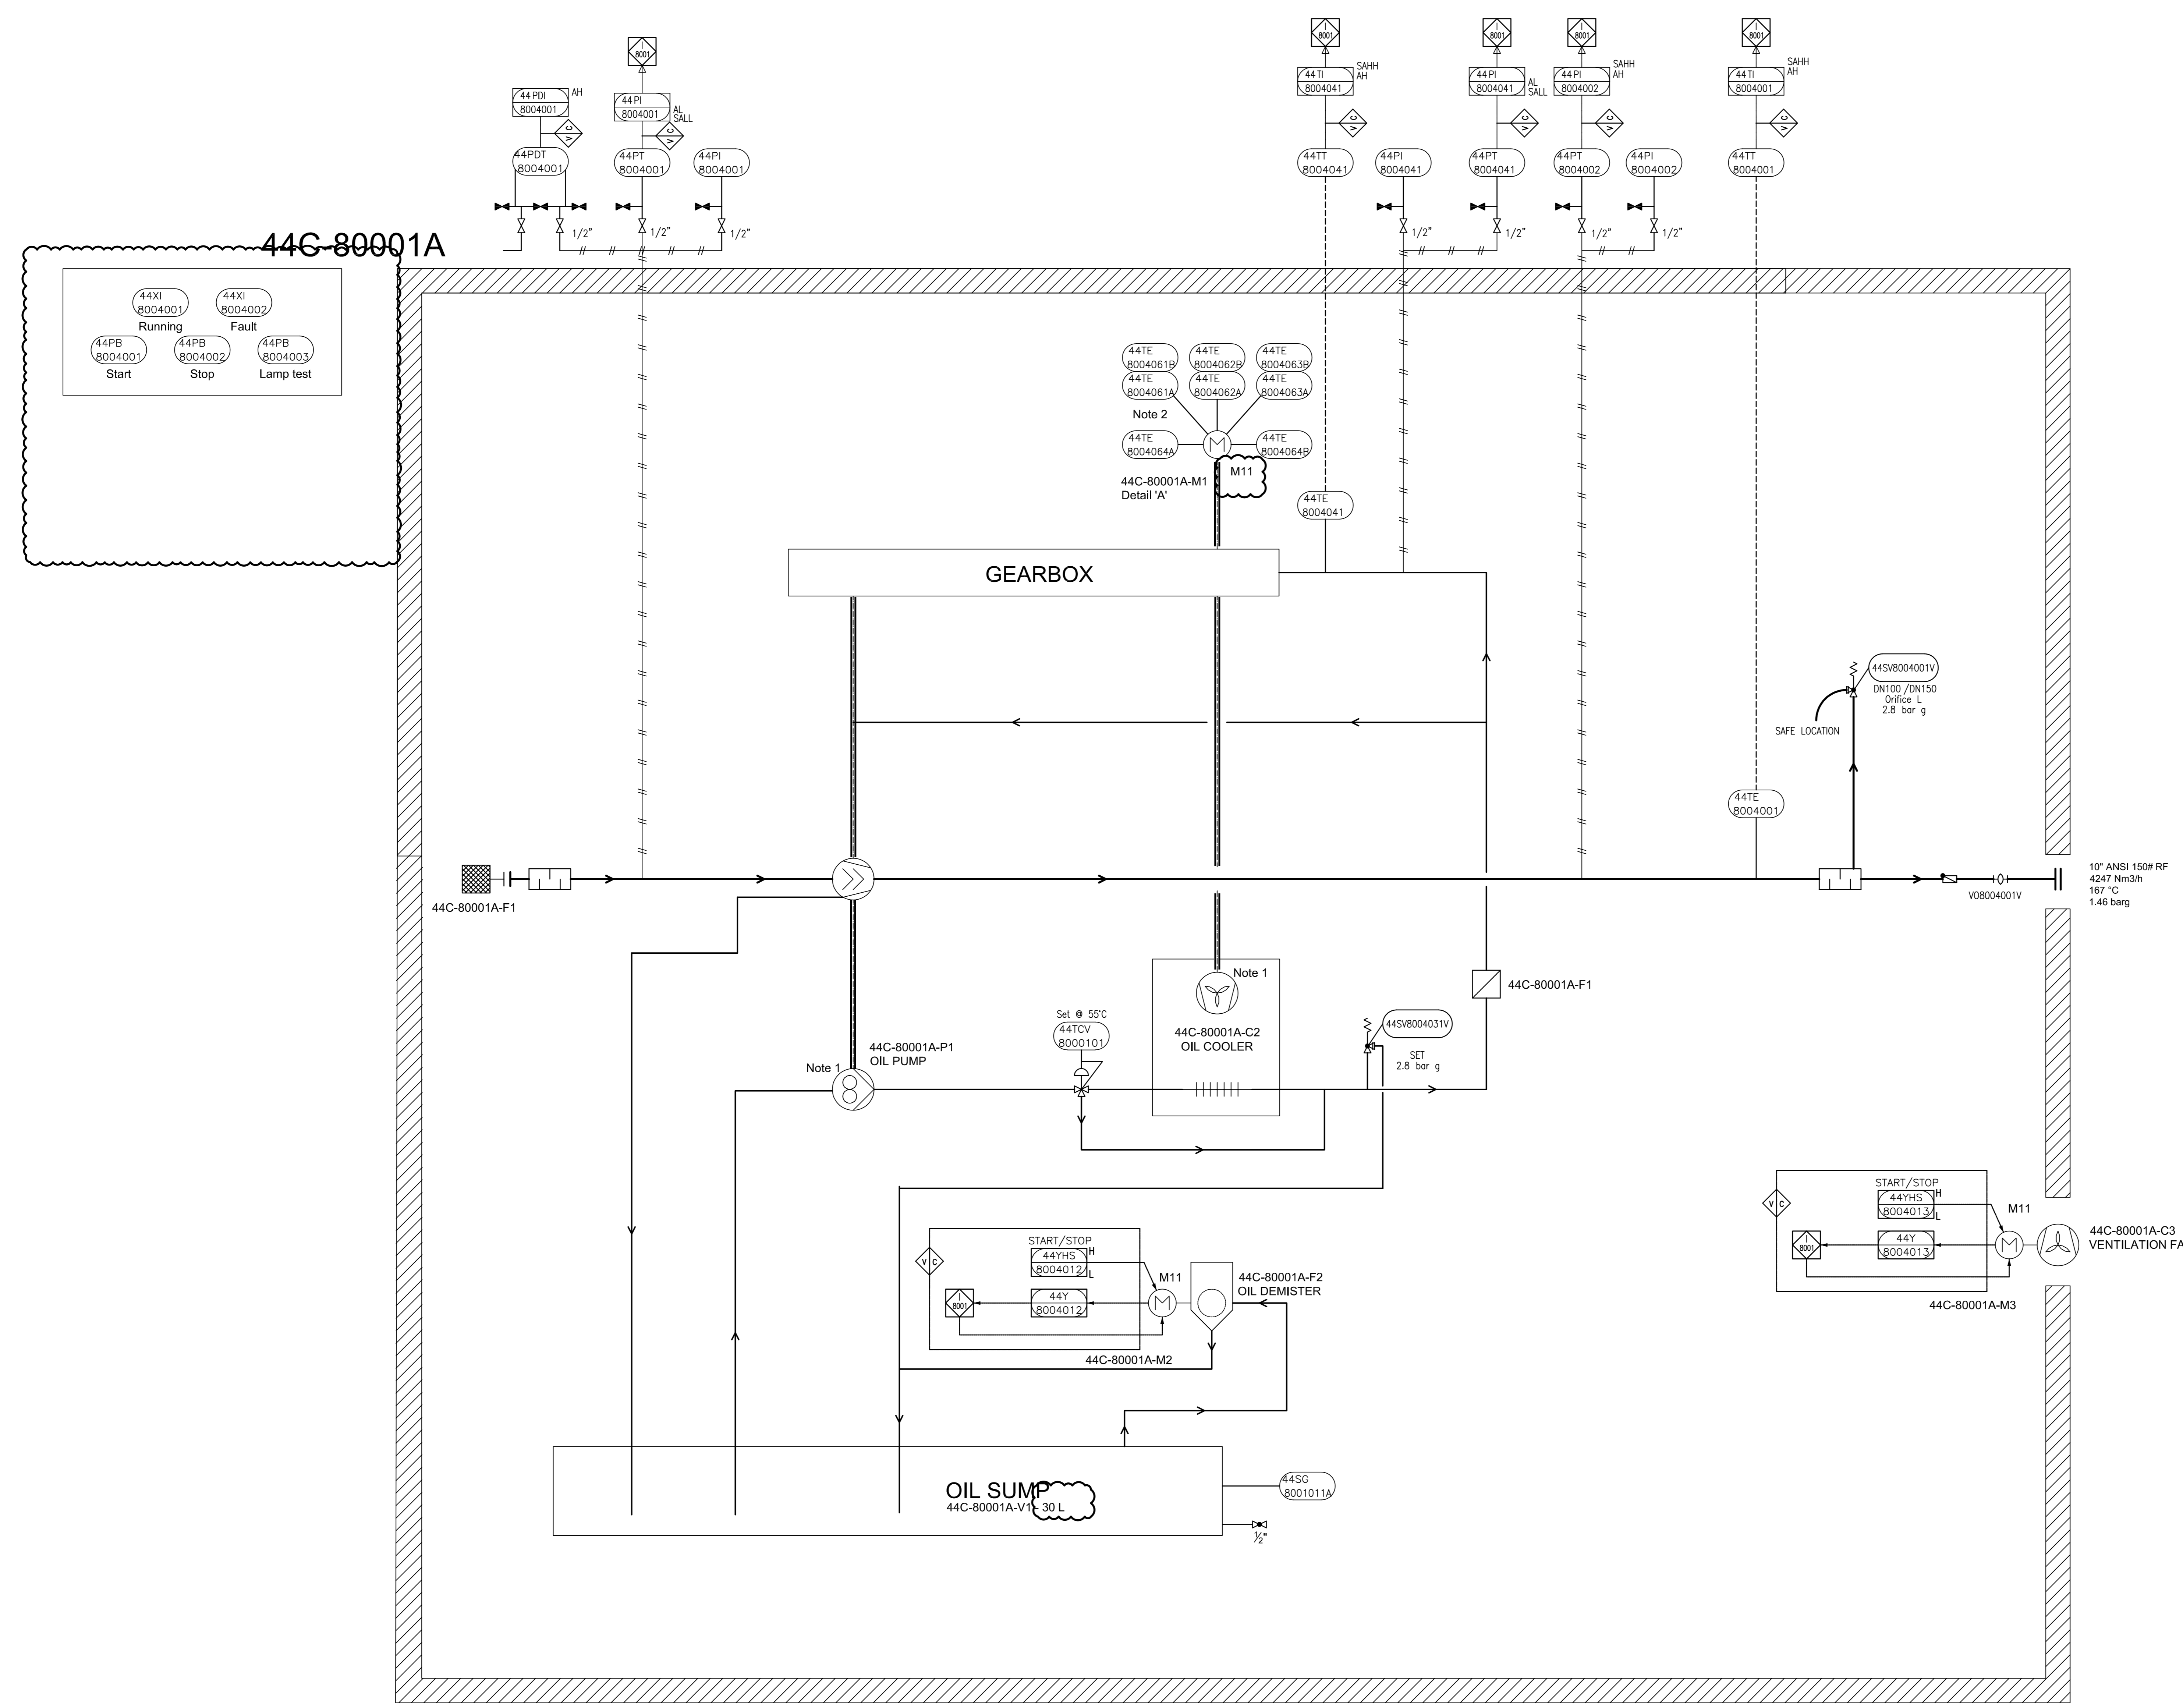 I
8001
I
8001
I
8001
I
8001
I
8001
44 PDI
8004001
AH
44 PI
8004001
AL
SALL
44 TI
8004041
SAHH
AH
44 PI
8004041
AL
SALL
44 PI
8004002
SAHH
AH
44 TI
8004001
SAHH
AH
V C
V C
V C
V C
V C
V C
44PDT
8004001
44PT
8004001
44PI
8004001
44TT
8004041
44PI
8004041
44PT
8004041
44PT
8004002
44PI
8004002
44TT
8004001
1/2"
1/2"
1/2"
1/2"
1/2"
1/2"
1/2"
44C-80001A
44XI
8004001
Running
44XI
8004002
Fault
44PB
8004001
Start
44PB
8004002
Stop
44PB
8004003
Lamp test
44TE
8004061B
44TE
8004062B
44TE
8004063B
44TE
8004061A
44TE
8004062A
44TE
8004063A
Note 2
44TE
8004064A
M
44TE
8004064B
M11
44C-80001A-M1
Detail 'A'
44TE
8004041
GEARBOX
44SV8004001V
DN100 /DN150
Orifice L
2.8 bar g
SAFE LOCATION
44TE
8004001
44C-80001A-F1
V08004001V
10" ANSI 150# RF
4247 Nm3/h
167 °C
1.46 barg
Note 1
44C-80001A-F1
Set @ 55°C
44TCV
8000101
44C-80001A-C2
OIL COOLER
44SV8004031V
SET
2.8 bar g
44C-80001A-P1
OIL PUMP
Note 1
START/STOP
44YHS
8004012
H
L
V C
I
8001
44Y
8004012
M11
M
44C-80001A-F2
OIL DEMISTER
44C-80001A-M2
START/STOP
44YHS
8004013
H
L
V C
I
8001
44Y
8004013
M11
M
44C-80001A-C3
VENTILATION FA
44C-80001A-M3
OIL SUMP
44C-80001A-V1 - 30 L
44SG
8001011A
½"